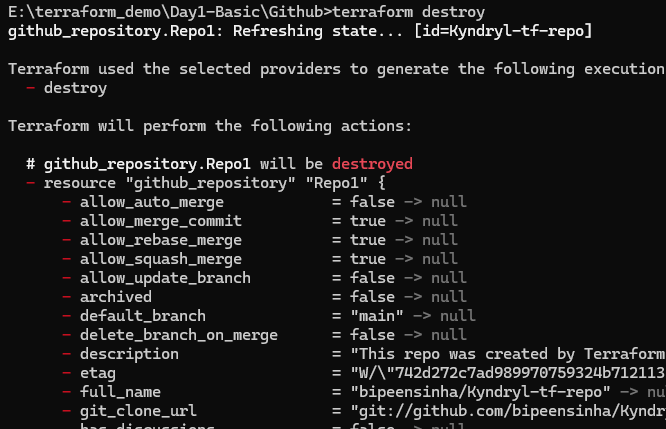 E:\terraform_demo\Day1-Basic\Github>terraform destroy
github_repository.Repo1: Refreshing state... [id=Kyndryl-tf-repo]
Terraform used the selected providers to generate the following execution
- destroy
Terraform will perform the following actions:
# github_repository.Repo1 will be destroyed
- resource "github_repository" "Repo1" {
- allow_auto_merge = false -> null
- allow_merge_commit = true -> null
- allow_rebase_merge = true -> null
- allow_squash_merge = true -> null
- allow_update_branch = false -> null
- archived = false -> null
- default_branch = "main" -> null
- delete_branch_on_merge = false -> null
- description = "This repo was created by Terraform
- etag = "W/\"742d272c7ad989970759324b712113
- full_name = "bipeensinha/Kyndryl-tf-repo" -> nu
- git_clone_url = "git://github.com/bipeensinha/Kynd
- has_discussions = false -> null